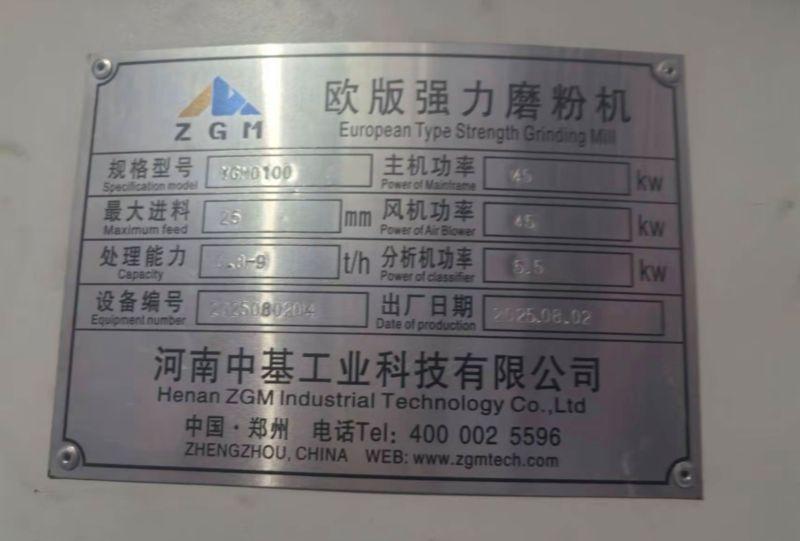 ZGM
欧版强力磨粉机
European Type Strength Grinding Mill
规格型号 主机功率 45 kw
Specification model Power of Mainframe
最大进料 25 mm 风机功率 45 kw
Maximum feed Power of Air Blower
处理能力 t/h 分析机功率 5.5 kw
Capacity Power of classifier
设备编号 出厂日期 2025.08.02
Equipment number Date of production
河南中基工业科技有限公司
Henan ZGM Industrial Technology Co.,Ltd
中国·郑州 电话Tel: 400 002 5596
ZHENGZHOU, CHINA WEB: www.zgmtech.com